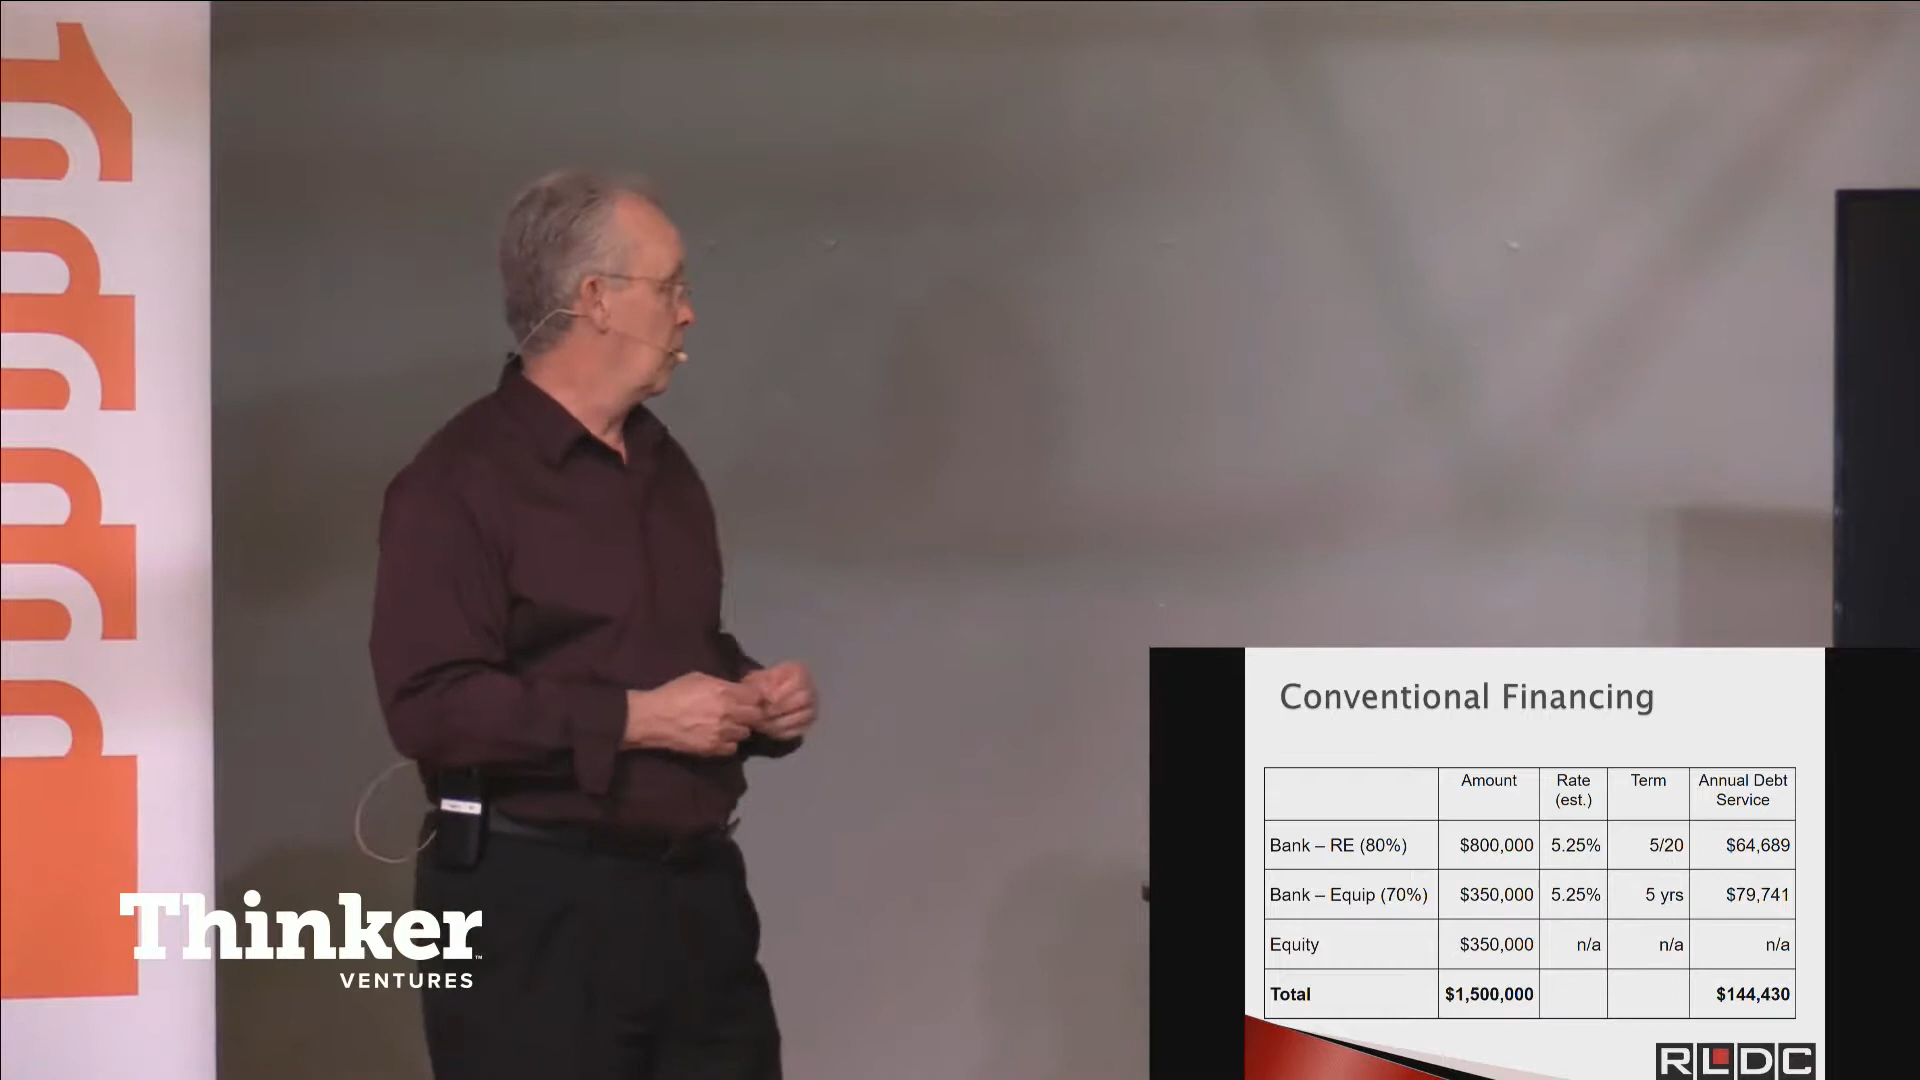 Thinker™
VENTURES
Conventional Financing
Amount Rate (est.) Term Annual Debt Service
Bank – RE (80%) $800,000 5.25% 5/20 $64,689
Bank – Equip (70%) $350,000 5.25% 5 yrs $79,741
Equity $350,000 n/a n/a n/a
Total $1,500,000 $144,430
RLDC